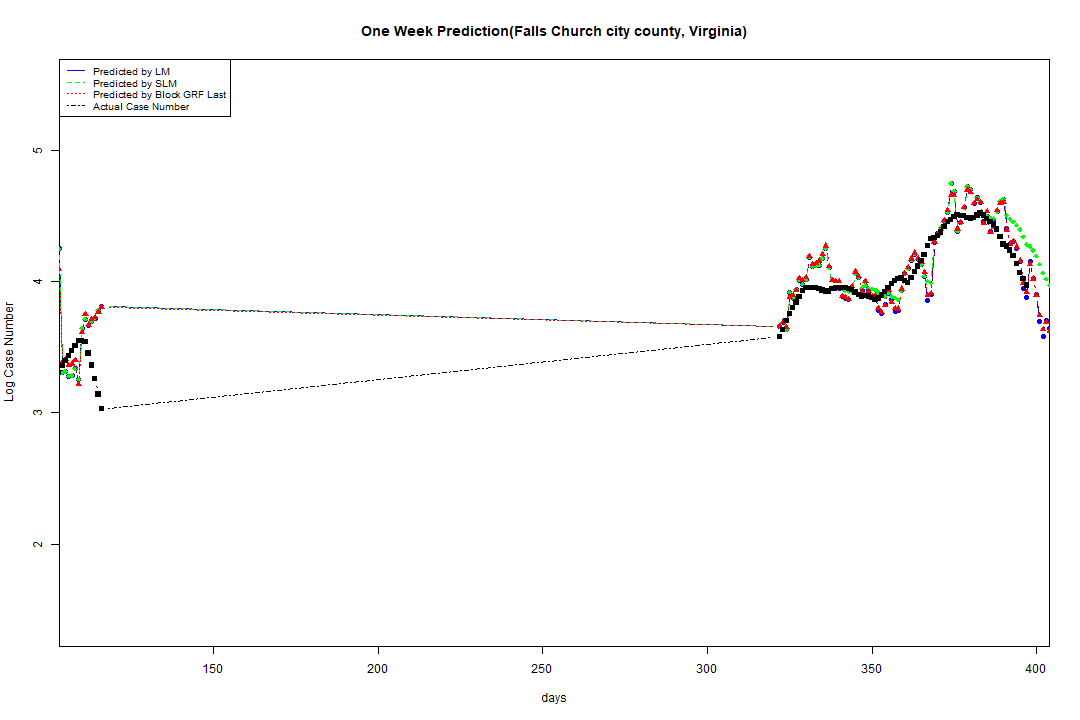 One Week Prediction(Falls Church city county, Virginia)
Predicted by LM
Predicted by SLM
Predicted by Block GRF Last
Actual Case Number
5
4
3
2
Log Case Number
150 200 250 300 350 400
days